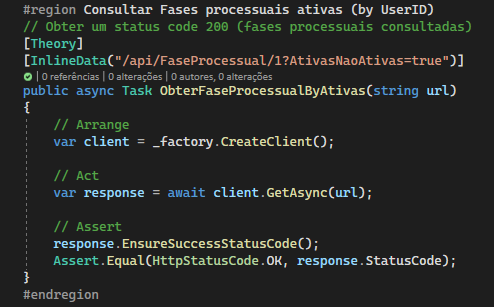 #region Consultar Fases processuais ativas (by UserID)
// Obter um status code 200 (fases processuais consultadas)
[Theory]
[InlineData("/api/FaseProcessual/1?AtivasNaoAtivas=true")]
| 0 referências | 0 alterações | 0 autores, 0 alterações
public async Task ObterFaseProcessualByAtivas(string url)
{
// Arrange
var client = _factory.CreateClient();
// Act
var response = await client.GetAsync(url);
// Assert
response.EnsureSuccessStatusCode();
Assert.Equal(HttpStatusCode.OK, response.StatusCode);
}
#endregion